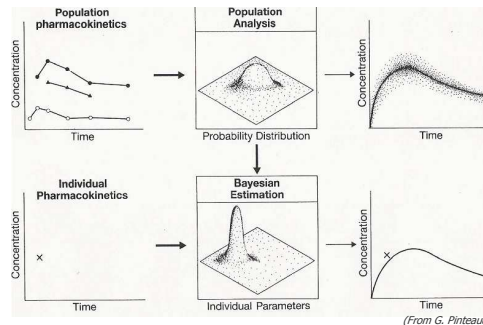 Population
pharmacokinetics
Concentration
Time
Population
Analysis
Probability Distribution
Concentration
Time
Individual
Pharmacokinetics
Concentration
Time
Bayesian
Estimation
Individual Parameters
Concentration
Time
(From G. Pinteau